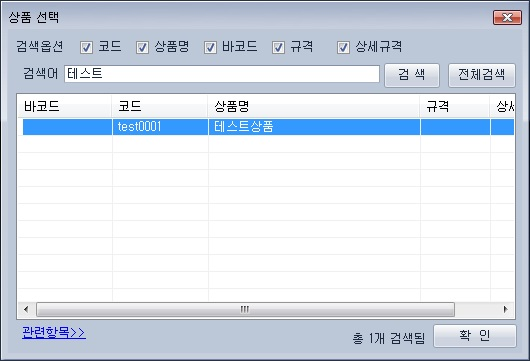 상품 선택
검색옵션 코드 상품명 바코드 규격 상세규격
검색어 테스트 검 색 전체검색
바코드 코드 상품명 규격 상세
test0001 테스트상품
관련항목>> 총 1개 검색됨 확 인